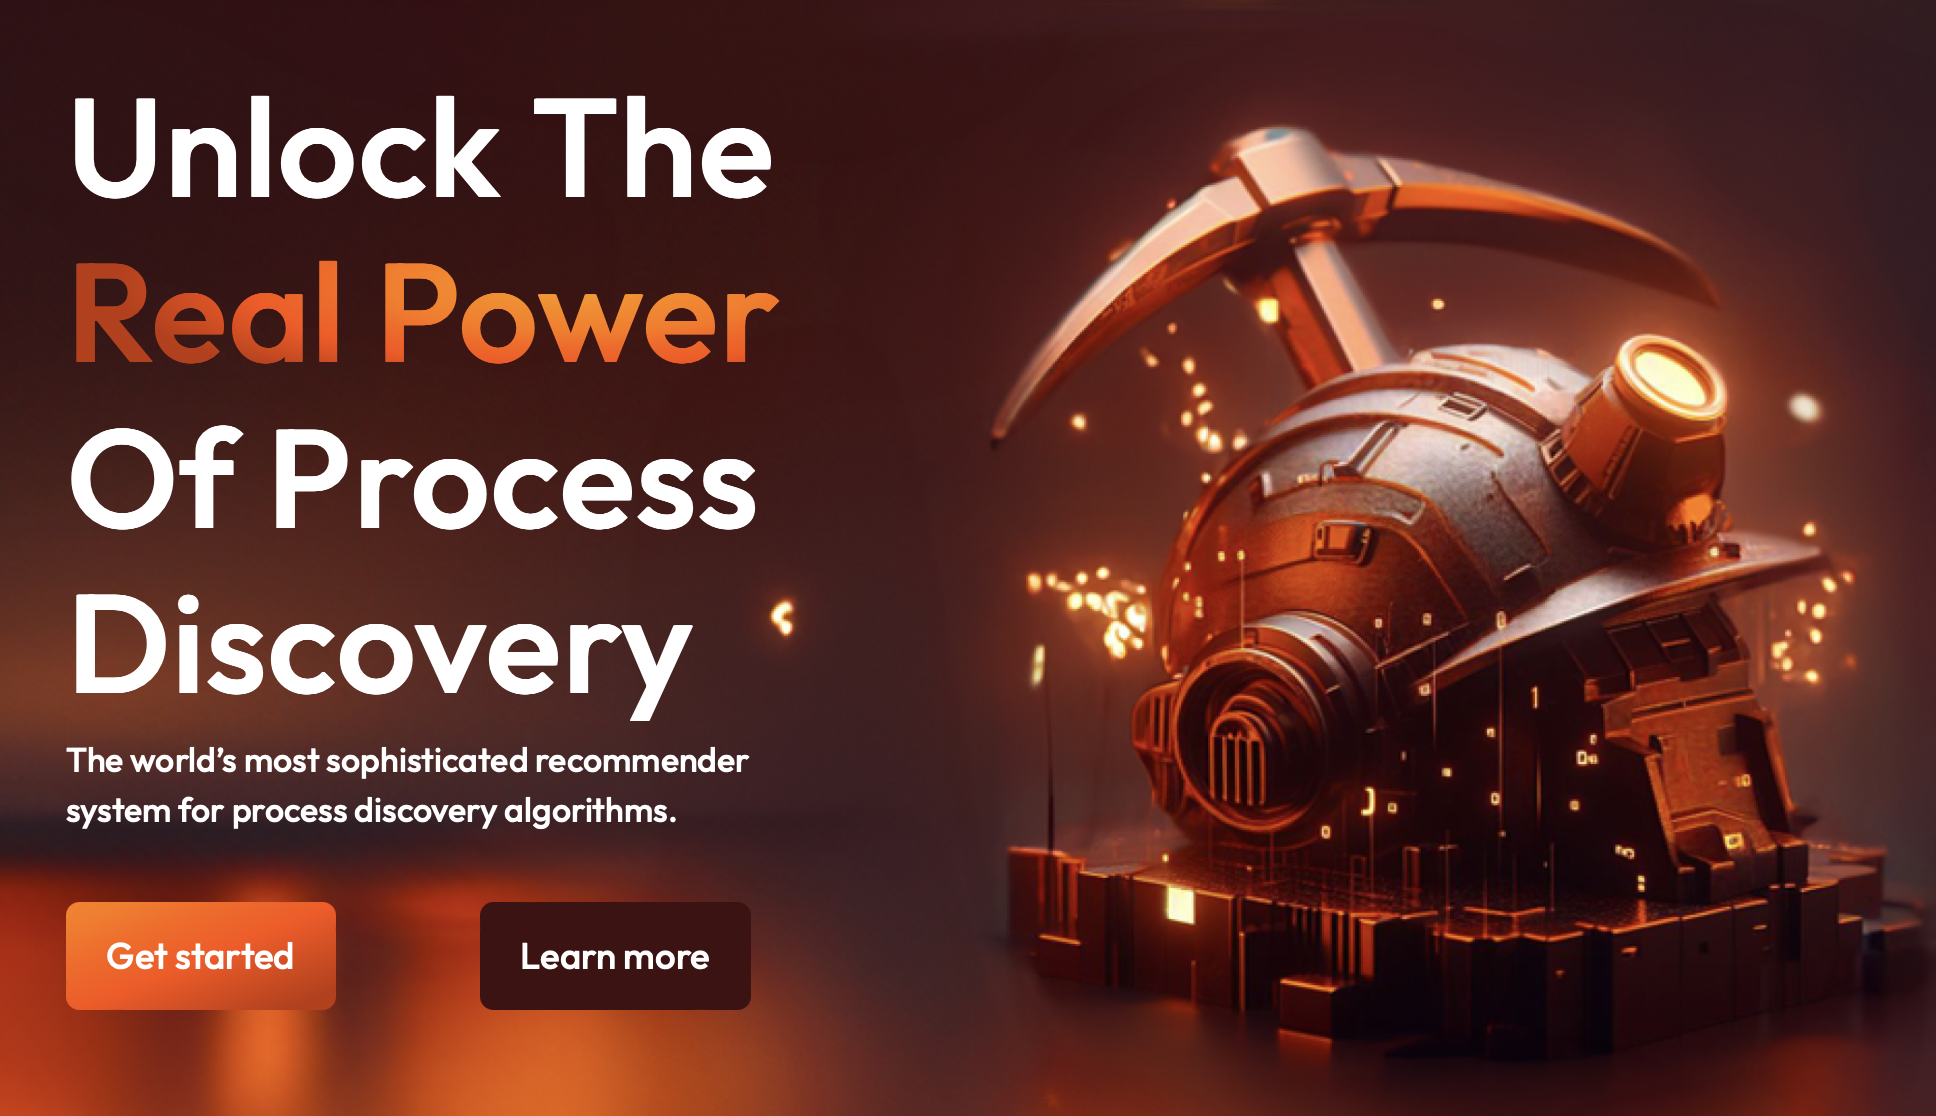 Unlock The
Real Power
Of Process
Discovery
The world’s most sophisticated recommender
system for process discovery algorithms.
Get started
Learn more